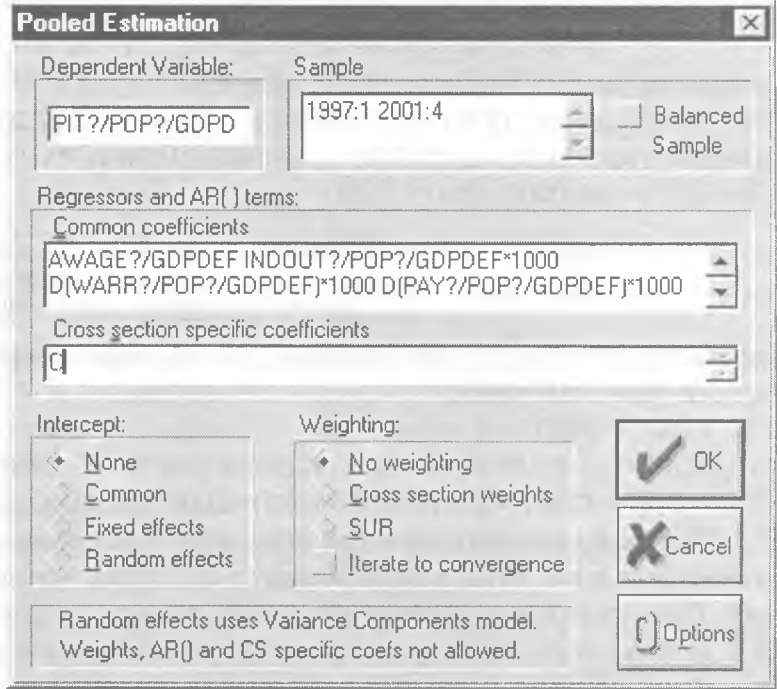 Pooled Estimation
Dependent Variable:
PIT?/POP?/GDPD
Sample
1997:1 2001:4
Balanced
Sample
Regressors and AR() terms:
Common coefficients
AWAGE?/GDPDEF INDOUT?/POP?/GDPDEF*1000
D(WARR?/POP?/GDPDEF)*1000 D(PAY?/POP?/GDPDEF)*1000
Cross section specific coefficients
C
Intercept:
None
Common
Fixed effects
Random effects
Weighting:
No weighting
Cross section weights
SUR
Iterate to convergence
OK
Cancel
Options
Random effects uses Variance Components model.
Weights, AR() and CS specific coefs not allowed.